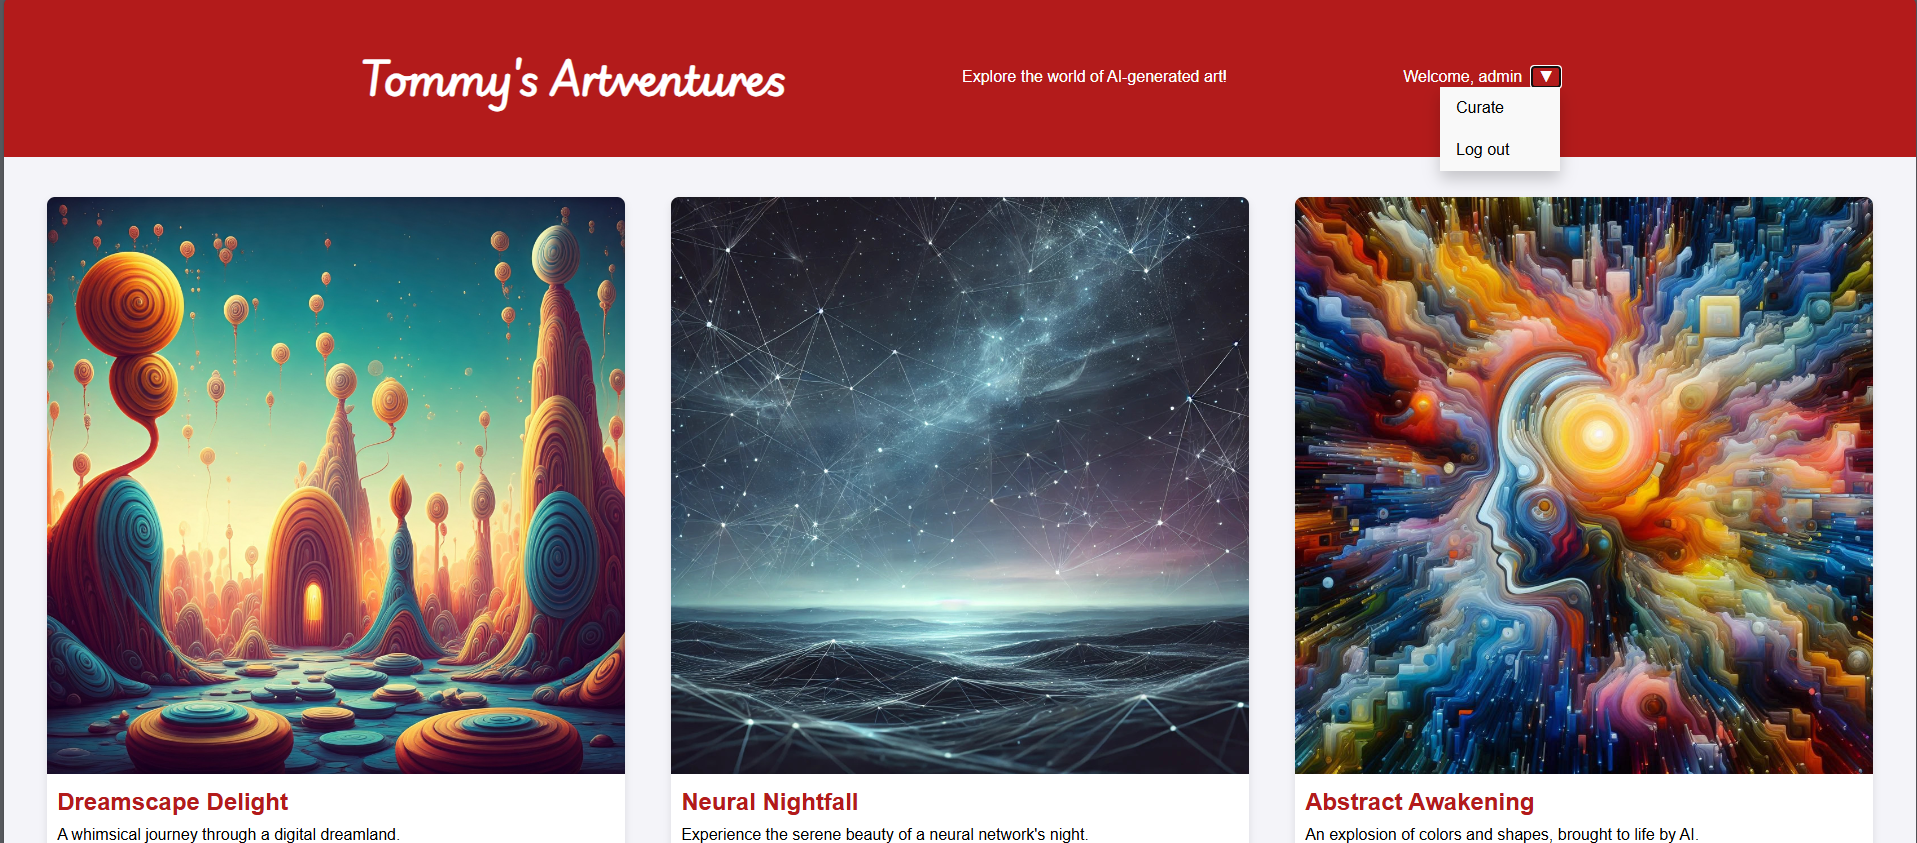 Tommy's Artventures
Explore the world of AI-generated art!
Welcome, admin ▼
Curate
Log out
Dreamscape Delight
A whimsical journey through a digital dreamland.
Neural Nightfall
Experience the serene beauty of a neural network's night.
Abstract Awakening
An explosion of colors and shapes, brought to life by AI.